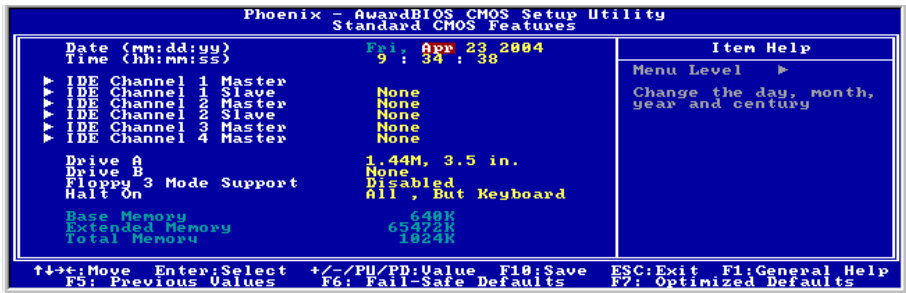 Phoenix - AwardBIOS CMOS Setup Utility
Standard CMOS Features
Date (mm:dd:yy) Fri, Apr 23 2004
Time (hh:mm:ss) 9 : 34 : 38
► IDE Channel 1 Master
► IDE Channel 1 Slave None
► IDE Channel 2 Master None
► IDE Channel 2 Slave None
► IDE Channel 3 Master None
► IDE Channel 4 Master None
Drive A 1.44M, 3.5 in.
Drive B None
Floppy 3 Mode Support Disabled
Halt On All , But Keyboard
Base Memory 640K
Extended Memory 65472K
Total Memory 1024K
Item Help
Menu Level ►
Change the day, month,
year and century
↑↓→←:Move Enter:Select +/-/PU/PD:Value F10:Save ESC:Exit F1:General Help
F5: Previous Values F6: Fail-Safe Defaults F7: Optimized Defaults